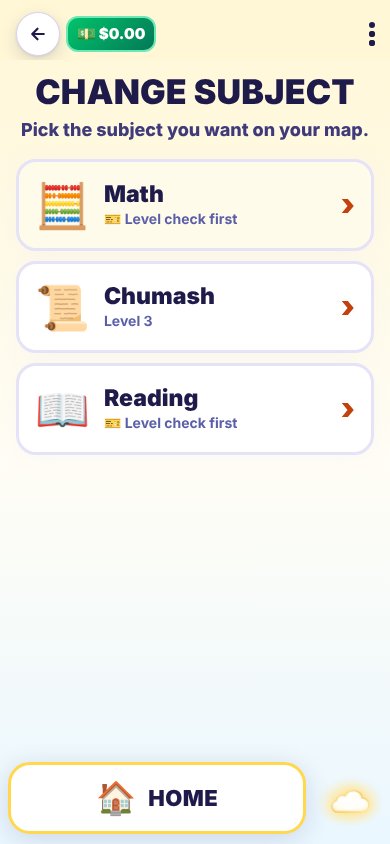 $0.00
CHANGE SUBJECT
Pick the subject you want on your map.
Math
Level check first
Chumash
Level 3
Reading
Level check first
HOME